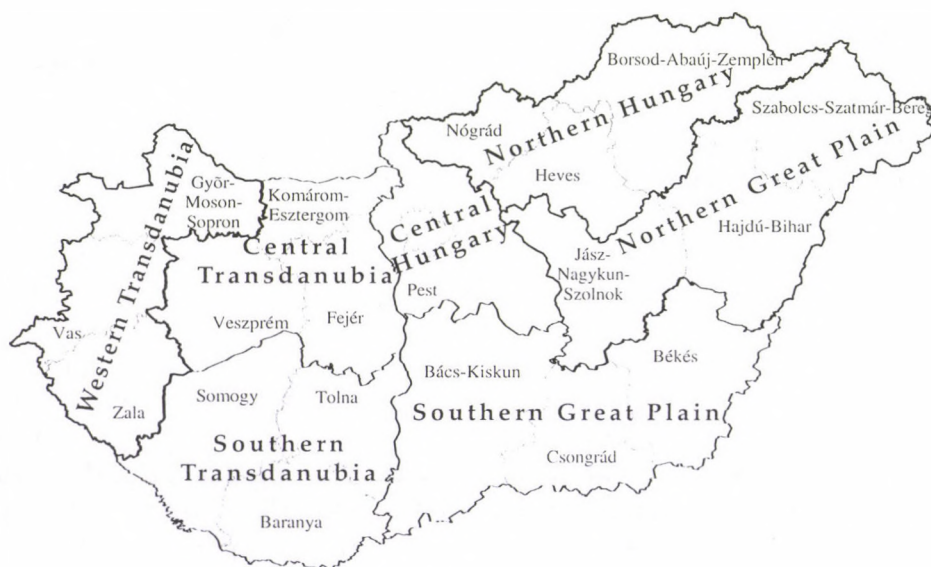 Borsod-Abaúj-Zemplén
Northern Hungary
Szabolcs-Szatmár-Bereg
Nógrád
Heves
Northern Great Plain
Győr-
Moson-
Sopron
Komárom-
Esztergom
Central
Hungary
Hajdú-Bihar
Western Transdanubia
Central
Transdanubia
Jász-
Nagykun-
Szolnok
Pest
Vas
Veszprém
Fejér
Békés
Bács-Kiskun
Somogy
Tolna
Zala
Southern Great Plain
Southern
Transdanubia
Csongrád
Baranya